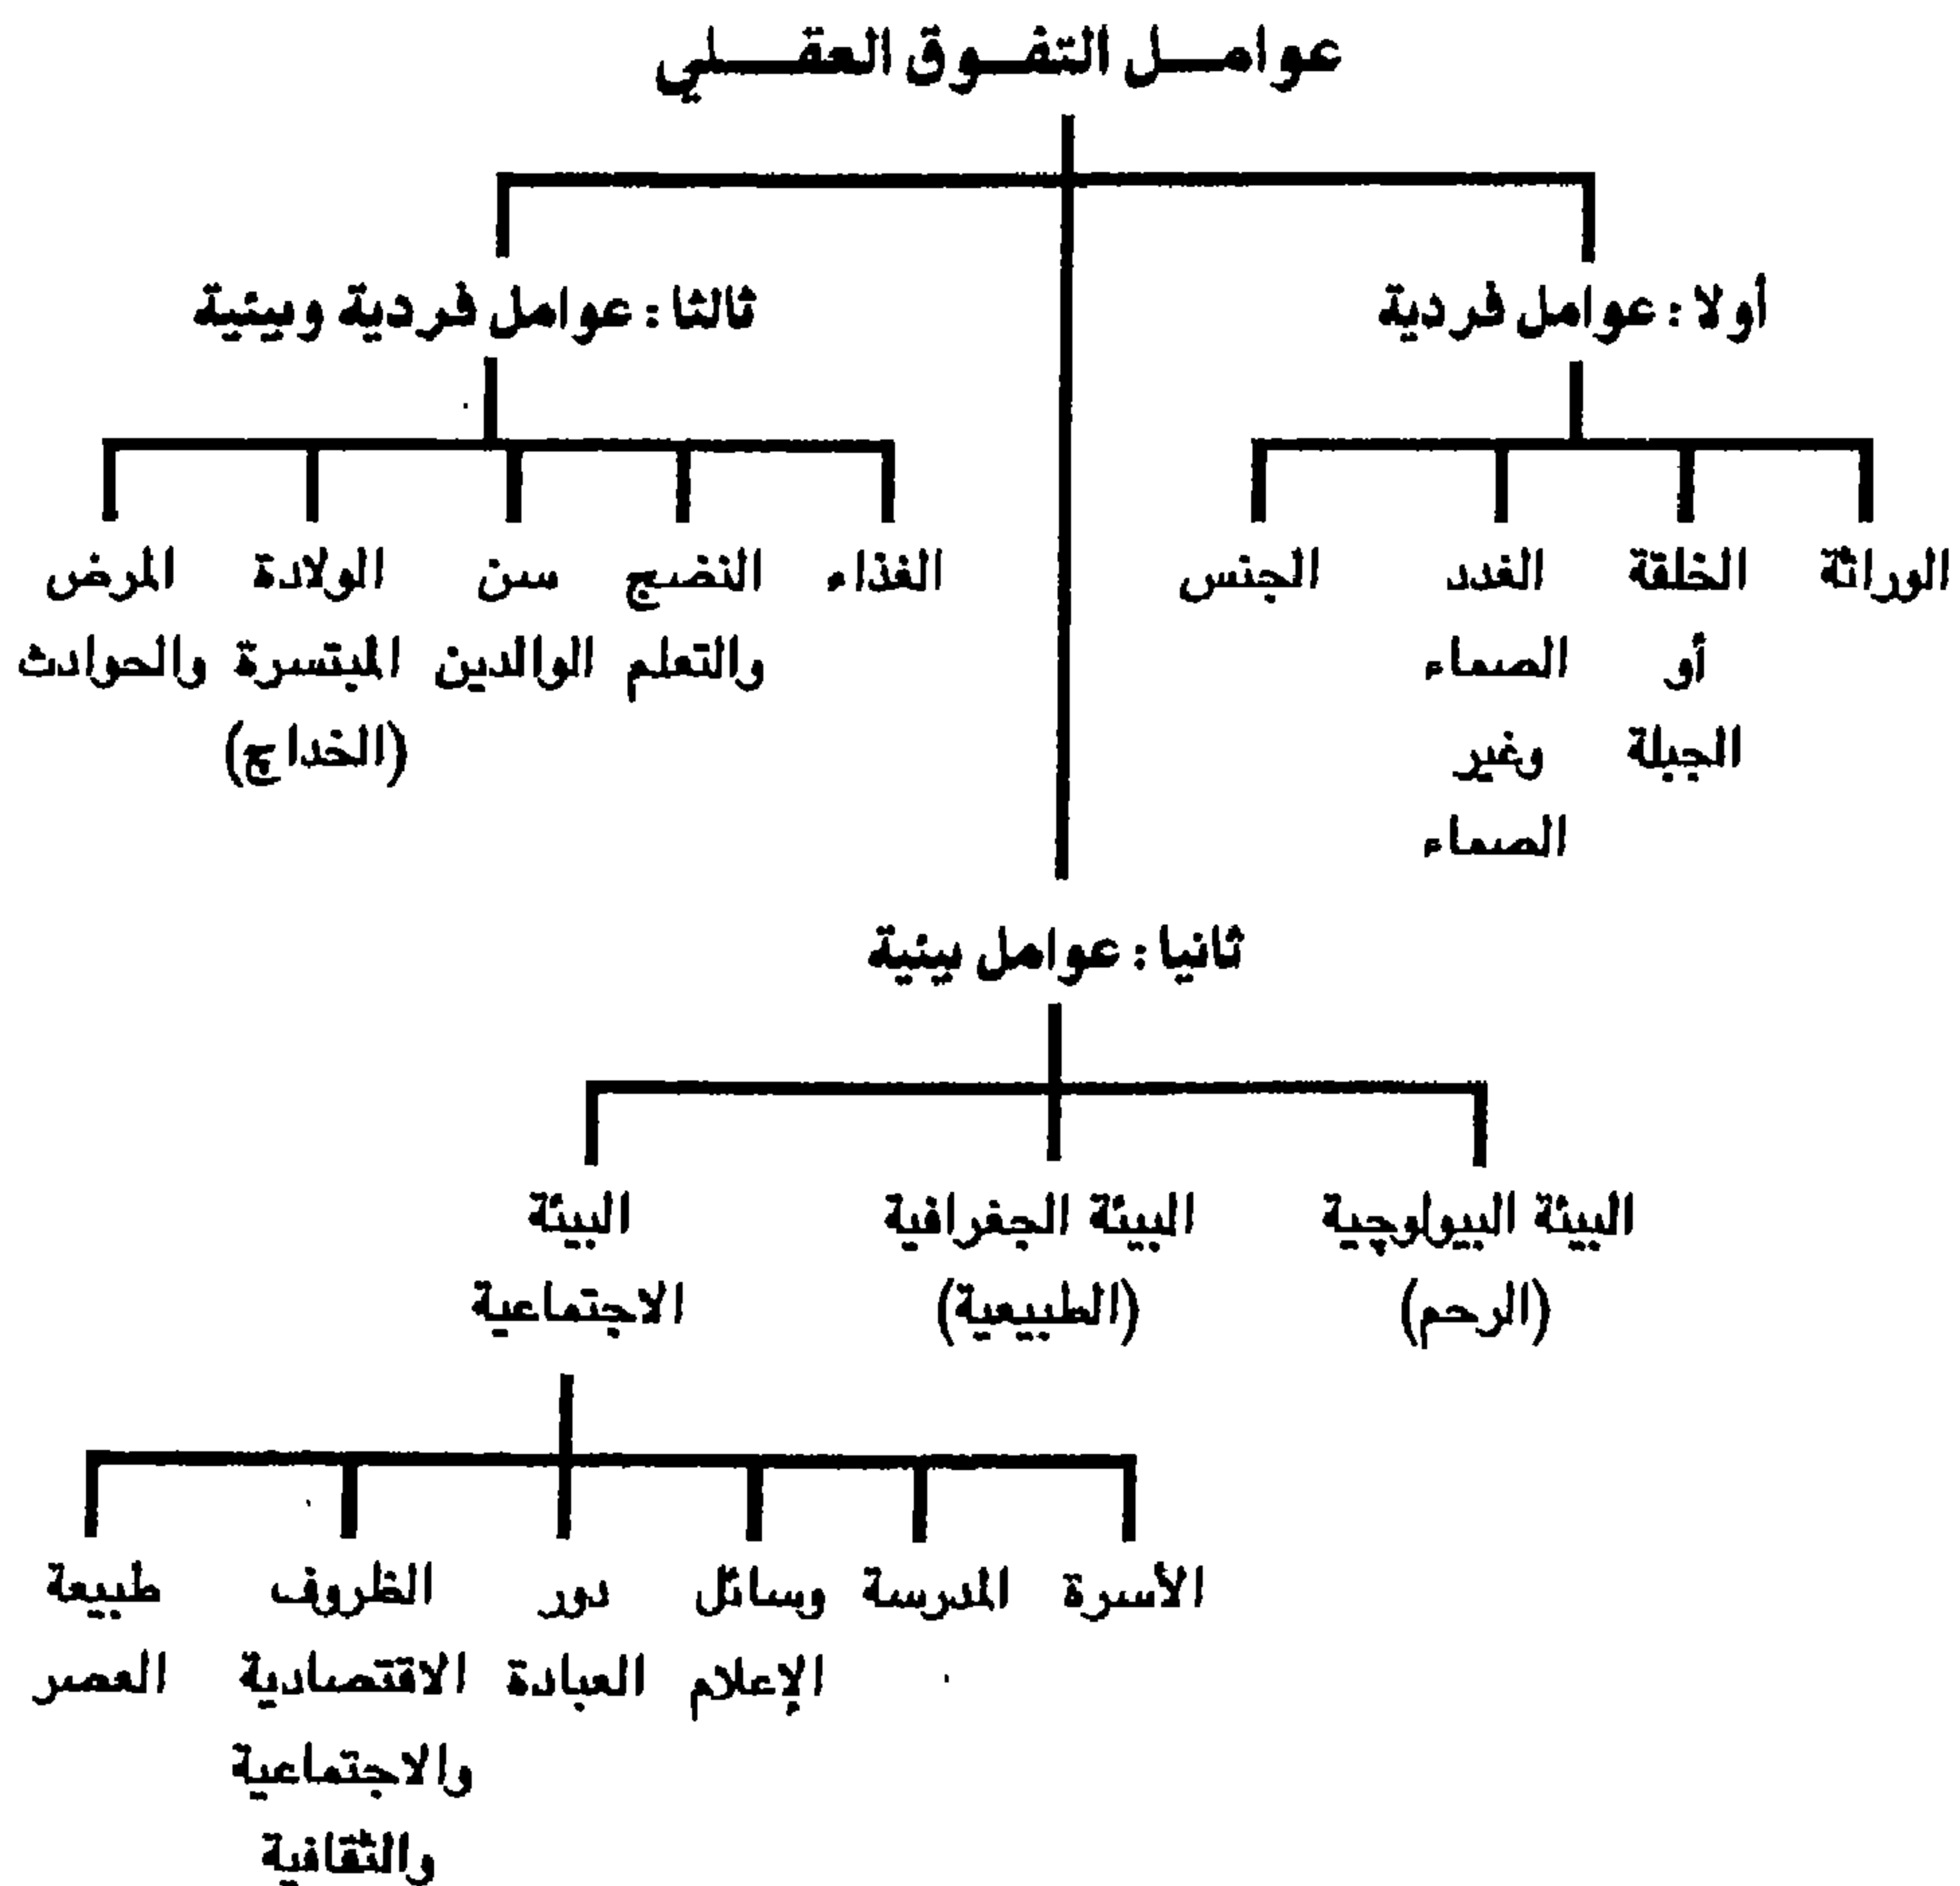 عوامل التفوق العقلي
أولا : عوامل فردية
ثالثا : عوامل فردية وبيئية
الوراثة
الخلقة
أو
الجبلة
الغدد
الصماء
وغير
الصماء
الجنس
الغذاء
النضج
والتعلم
سن
الوالدين
الولادة
المبتسرة
(الخداج)
المرض
والحوادث
ثانيا : عوامل بيئية
البيئة البيولوجية
(الرحم)
البيئة الجغرافية
(الطبيعية)
البيئة
الاجتماعية
الأسرة
المدرسة
وسائل
الإعلام
دور
العبادة
الظروف
الاقتصادية
والاجتماعية
والثقافية
طبيعة
العصر